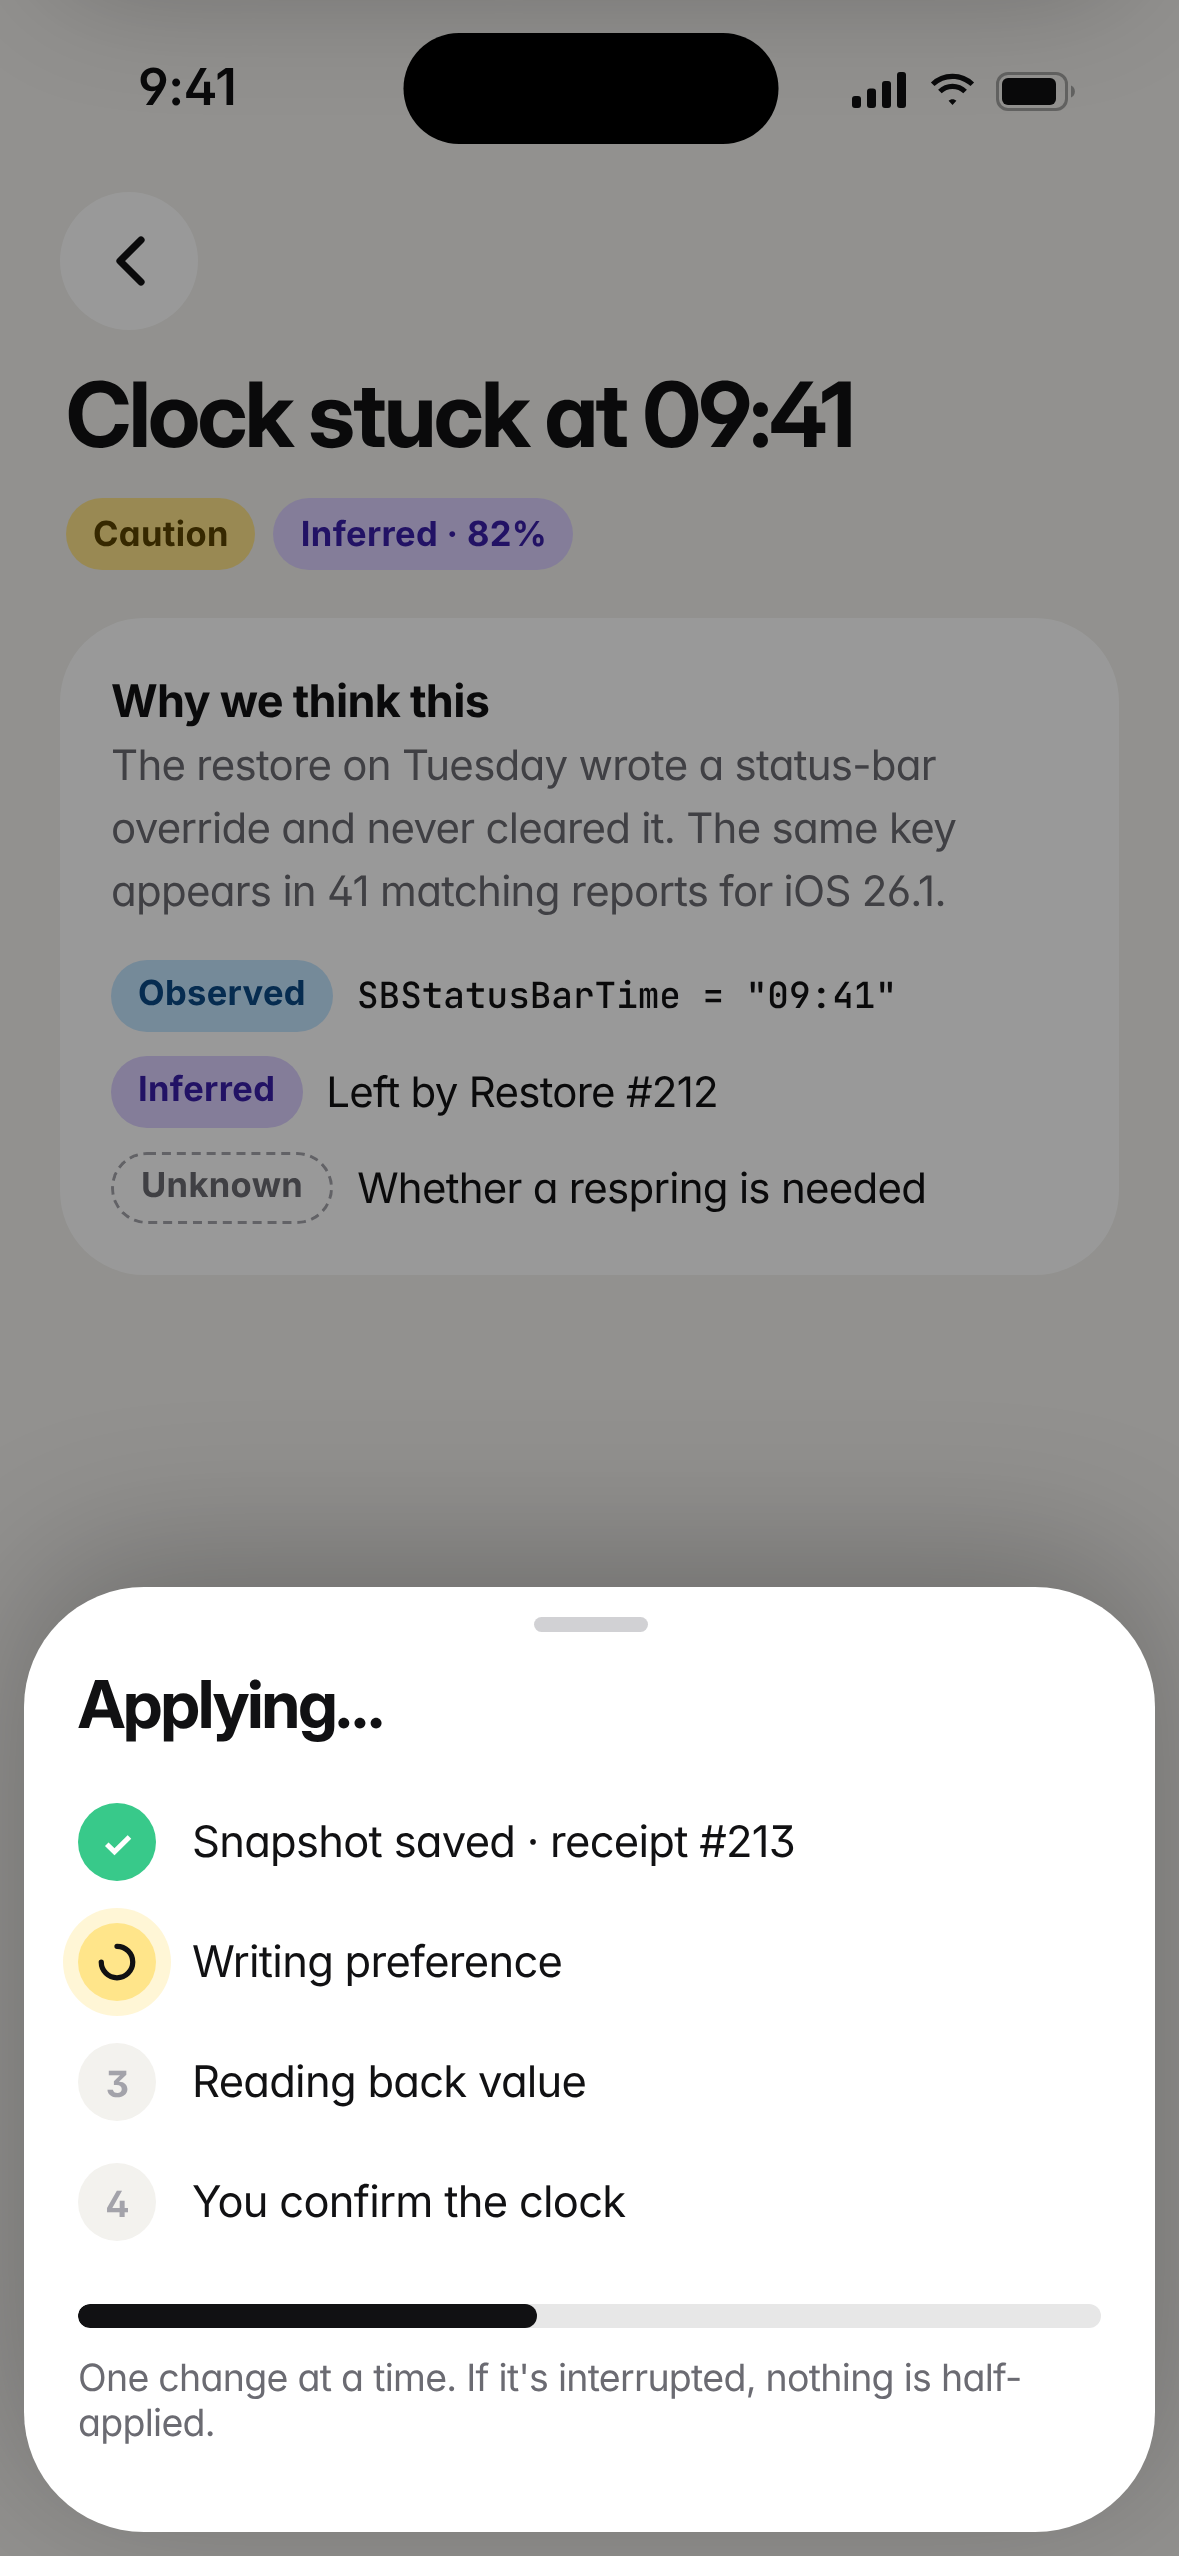 9:41
Clock stuck at 09:41
Caution
Inferred · 82%
Why we think this
The restore on Tuesday wrote a status-bar
override and never cleared it. The same key
appears in 41 matching reports for iOS 26.1.
Observed SBStatusBarTime = "09:41"
Inferred Left by Restore #212
Unknown Whether a respring is needed
Applying...
Snapshot saved · receipt #213
Writing preference
3 Reading back value
4 You confirm the clock
One change at a time. If it's interrupted, nothing is half-
applied.